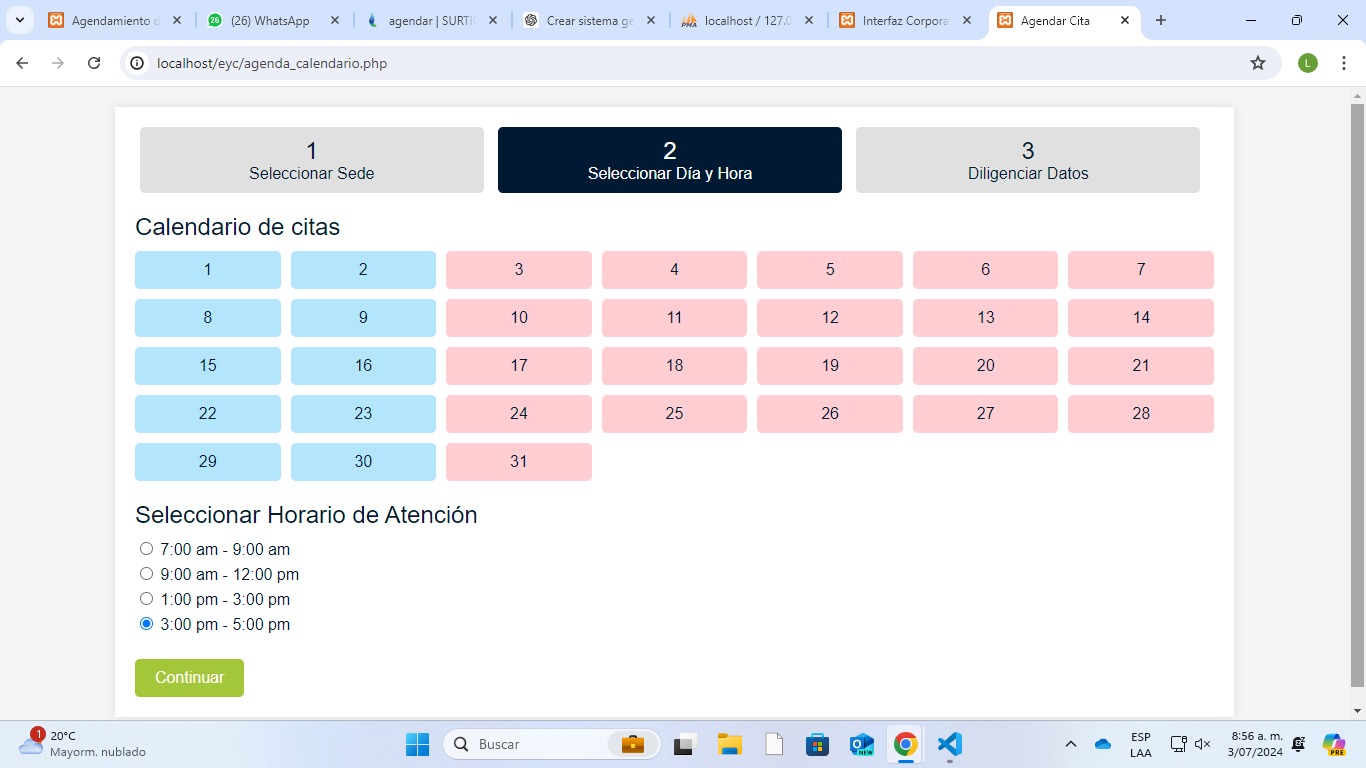 Agendamiento d
(26) WhatsApp
agendar | SURTI
Crear sistema ge
localhost / 127.0
Interfaz Corpora
Agendar Cita
localhost/eyc/agenda_calendario.php
L
1
Seleccionar Sede
2
Seleccionar Día y Hora
3
Diligenciar Datos
Calendario de citas
1 2 3 4 5 6 7
8 9 10 11 12 13 14
15 16 17 18 19 20 21
22 23 24 25 26 27 28
29 30 31
Seleccionar Horario de Atención
7:00 am - 9:00 am
9:00 am - 12:00 pm
1:00 pm - 3:00 pm
3:00 pm - 5:00 pm
Continuar
1
20°C
Mayorm. nublado
Buscar
NEW
ESP
LAA
8:56 a. m.
3/07/2024
PRE